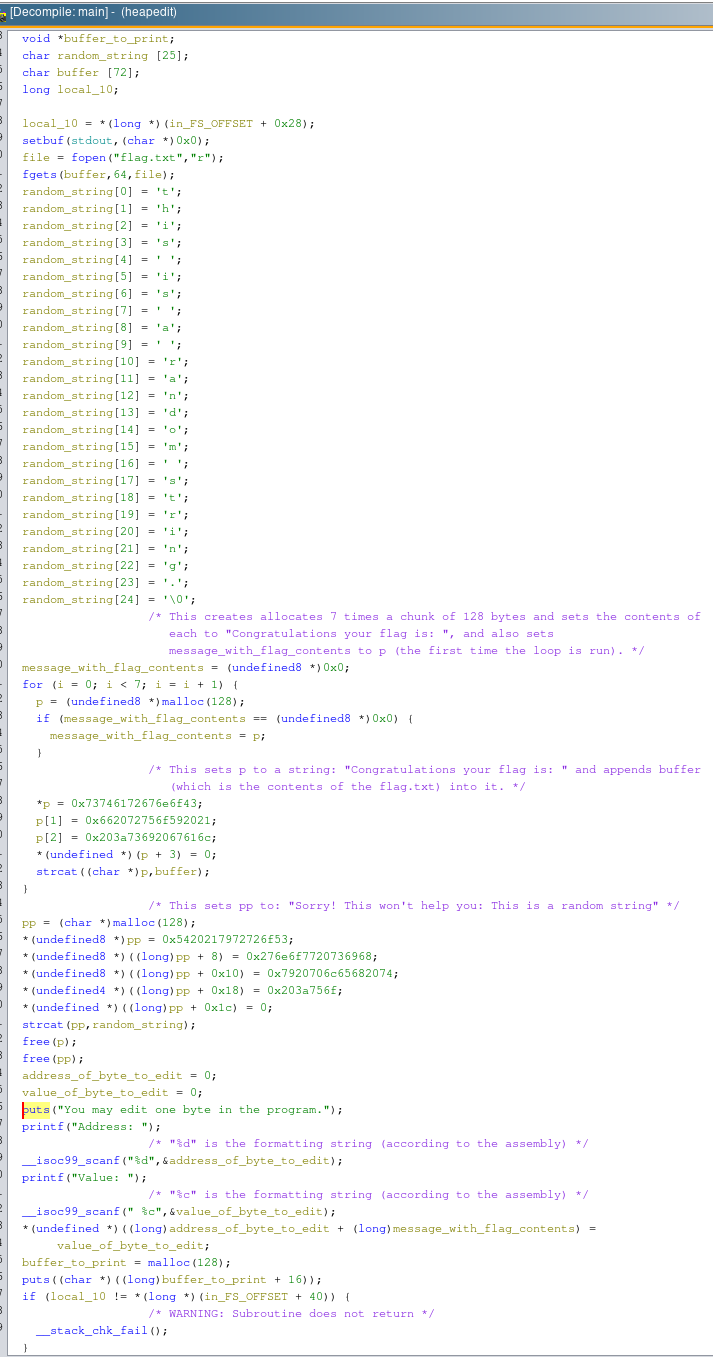 [Decompile: main] - (heapedit)
void *buffer_to_print;
char random_string [25];
char buffer [72];
long local_10;
local_10 = *(long *)(in_FS_OFFSET + 0x28);
setbuf(stdout,(char *)0x0);
file = fopen("flag.txt","r");
fgets(buffer,64,file);
random_string[0] = 't';
random_string[1] = 'h';
random_string[2] = 'i';
random_string[3] = 's';
random_string[4] = ' ';
random_string[5] = 'i';
random_string[6] = 's';
random_string[7] = ' ';
random_string[8] = 'a';
random_string[9] = ' ';
random_string[10] = 'r';
random_string[11] = 'a';
random_string[12] = 'n';
random_string[13] = 'd';
random_string[14] = 'o';
random_string[15] = 'm';
random_string[16] = ' ';
random_string[17] = 's';
random_string[18] = 't';
random_string[19] = 'r';
random_string[20] = 'i';
random_string[21] = 'n';
random_string[22] = 'g';
random_string[23] = '.';
random_string[24] = '\0';
/* This creates allocates 7 times a chunk of 128 bytes and sets the contents of
each to "Congratulations your flag is: ", and also sets
message_with_flag_contents to p (the first time the loop is run). */
message_with_flag_contents = (undefined8 *)0x0;
for (i = 0; i < 7; i = i + 1) {
p = (undefined8 *)malloc(128);
if (message_with_flag_contents == (undefined8 *)0x0) {
message_with_flag_contents = p;
}
/* This sets p to a string: "Congratulations your flag is: " and appends buffer
(which is the contents of the flag.txt) into it. */
*p = 0x73746172676e6f43;
p[1] = 0x662072756f592021;
p[2] = 0x203a73692067616c;
*(undefined *)(p + 3) = 0;
strcat((char *)p,buffer);
}
/* This sets pp to: "Sorry! This won't help you: This is a random string" */
pp = (char *)malloc(128);
*(undefined8 *)pp = 0x5420217972726f53;
*(undefined8 *)((long)pp + 8) = 0x276e6f7720736968;
*(undefined8 *)((long)pp + 0x10) = 0x7920706c65682074;
*(undefined4 *)((long)pp + 0x18) = 0x203a756f;
*(undefined *)((long)pp + 0x1c) = 0;
strcat(pp,random_string);
free(p);
free(pp);
address_of_byte_to_edit = 0;
value_of_byte_to_edit = 0;
puts("You may edit one byte in the program.");
printf("Address: ");
/* "%d" is the formatting string (according to the assembly) */
__isoc99_scanf("%d",&address_of_byte_to_edit);
printf("Value: ");
/* "%c" is the formatting string (according to the assembly) */
__isoc99_scanf(" %c",&value_of_byte_to_edit);
*(undefined *)((long)address_of_byte_to_edit + (long)message_with_flag_contents) =
value_of_byte_to_edit;
buffer_to_print = malloc(128);
puts((char *)((long)buffer_to_print + 16));
if (local_10 != *(long *)(in_FS_OFFSET + 40)) {
/* WARNING: Subroutine does not return */
__stack_chk_fail();
}